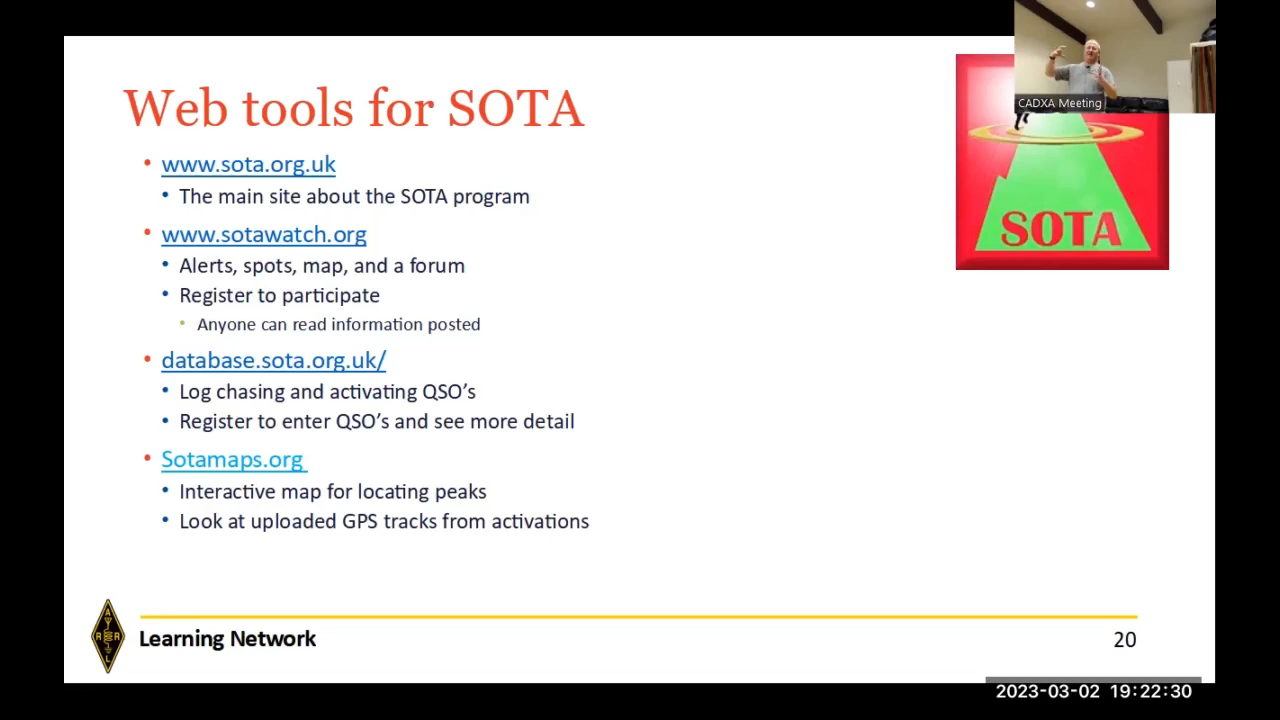 CADXA Meeting
Web tools for SOTA
• www.sota.org.uk
• The main site about the SOTA program
• www.sotawatch.org
• Alerts, spots, map, and a forum
• Register to participate
• Anyone can read information posted
• database.sota.org.uk/
• Log chasing and activating QSO’s
• Register to enter QSO’s and see more detail
• Sotamaps.org
• Interactive map for locating peaks
• Look at uploaded GPS tracks from activations
SOTA
A R R L
Learning Network
20
2023-03-02 19:22:30